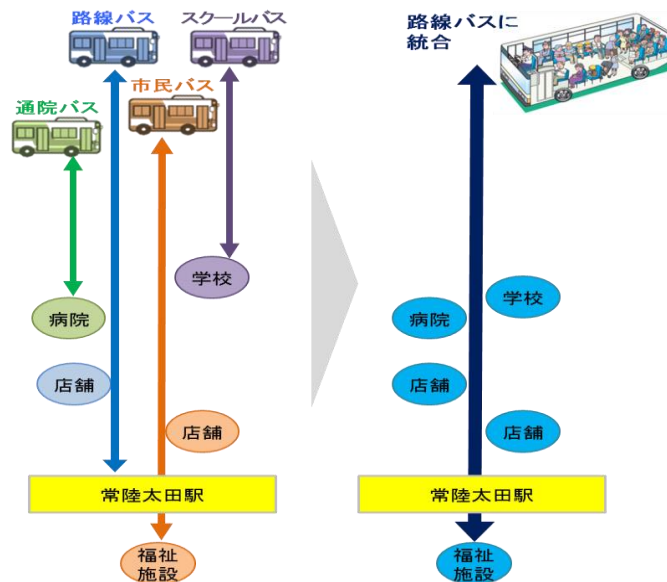 路線バス
スクールバス
市民バス
通院バス
学校
病院
店舗
店舗
常陸太田駅
福祉
施設
路線バスに
統合
学校
病院
店舗
店舗
常陸太田駅
福祉
施設